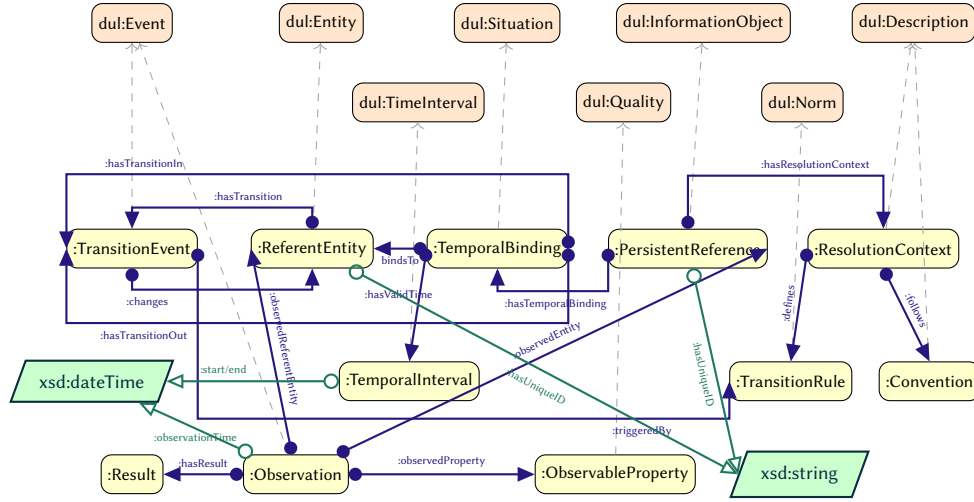 dul:Event
dul:Entity
dul:Situation
dul:InformationObject
dul:Description
dul:TimeInterval
dul:Quality
dul:Norm
:hasTransitionIn
:hasResolutionContext
:hasTransition
:TransitionEvent
:ReferentEntity
bindsTo
:TemporalBinding
:PersistentReference
:ResolutionContext
:changes
:hasValidTime
:hasTemporalBinding
:defines
:follows
:hasTransitionOut
:observedReferentEntity
:observedEntity
:hasUniqueID
:start/end
xsd:dateTime
:TemporalInterval
:hasUniqueID
:TransitionRule
:Convention
:observationTime
:triggeredBy
:Result
:hasResult
:Observation
:observedProperty
:ObservableProperty
xsd:string